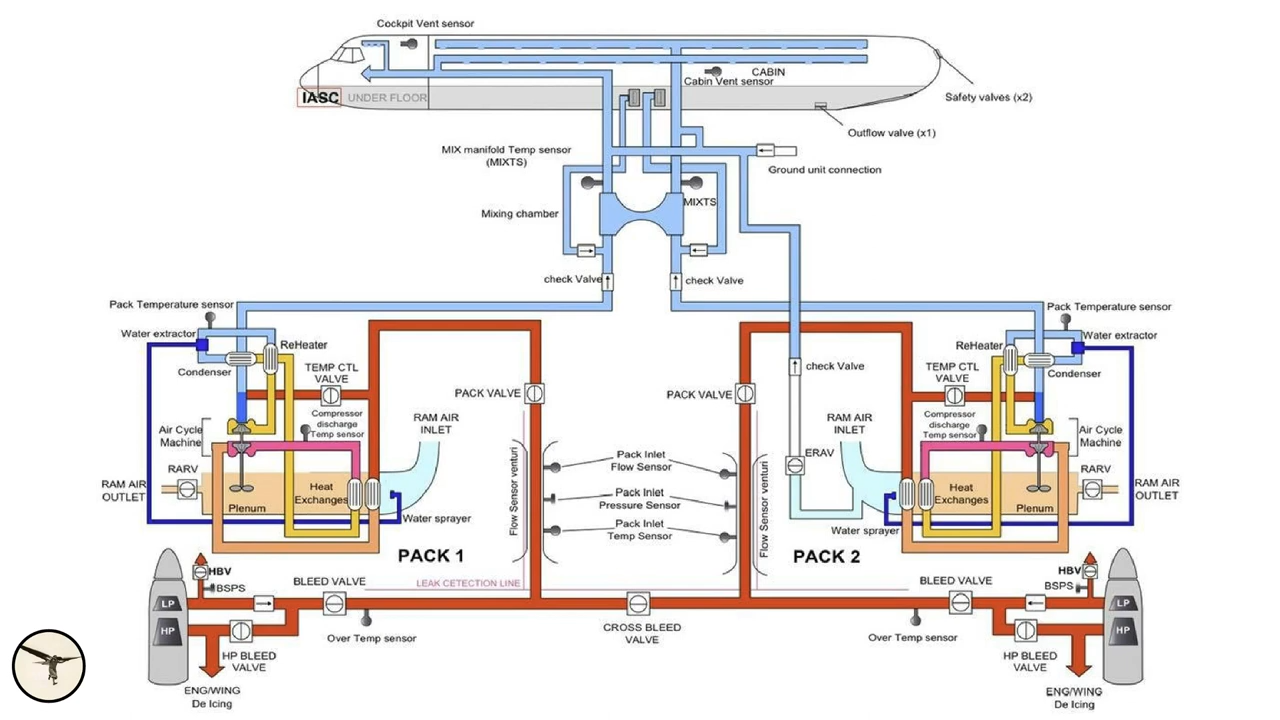 Cockpit Vent sensor
CABIN
Cabin Vent sensor
IASC
UNDER FLOOR
Safety valves (x2)
Outflow valve (x1)
MIX manifold Temp sensor
(MIXTS)
Ground unit connection
MIXTS
Mixing chamber
check Valve
check Valve
Pack Temperature sensor
Pack Temperature sensor
Water extractor
Water extractor
ReHeater
ReHeater
Condenser
Condenser
TEMP CTL
VALVE
TEMP CTL
VALVE
check Valve
PACK VALVE
PACK VALVE
Compressor
discharge
Temp sensor
Compressor
discharge
Temp sensor
RAM AIR
INLET
RAM AIR
INLET
Air Cycle
Machine
Air Cycle
Machine
ERAV
Pack Inlet
Flow Sensor
Pack Inlet
Pressure Sensor
Pack Inlet
Temp Sensor
Flow Sensor venturi
Flow Sensor venturi
RARV
RARV
RAM AIR
OUTLET
RAM AIR
OUTLET
Heat
Exchanges
Heat
Exchanges
Plenum
Plenum
Water sprayer
Water sprayer
PACK 1
PACK 2
HBV
HBV
BSPS
BSPS
LEAK CETECTION LINE
BLEED VALVE
BLEED VALVE
LP
LP
HP
HP
Over Temp sensor
Over Temp sensor
CROSS BLEED
VALVE
HP BLEED
VALVE
HP BLEED
VALVE
ENG/WING
De Icing
ENG/WING
De Icing